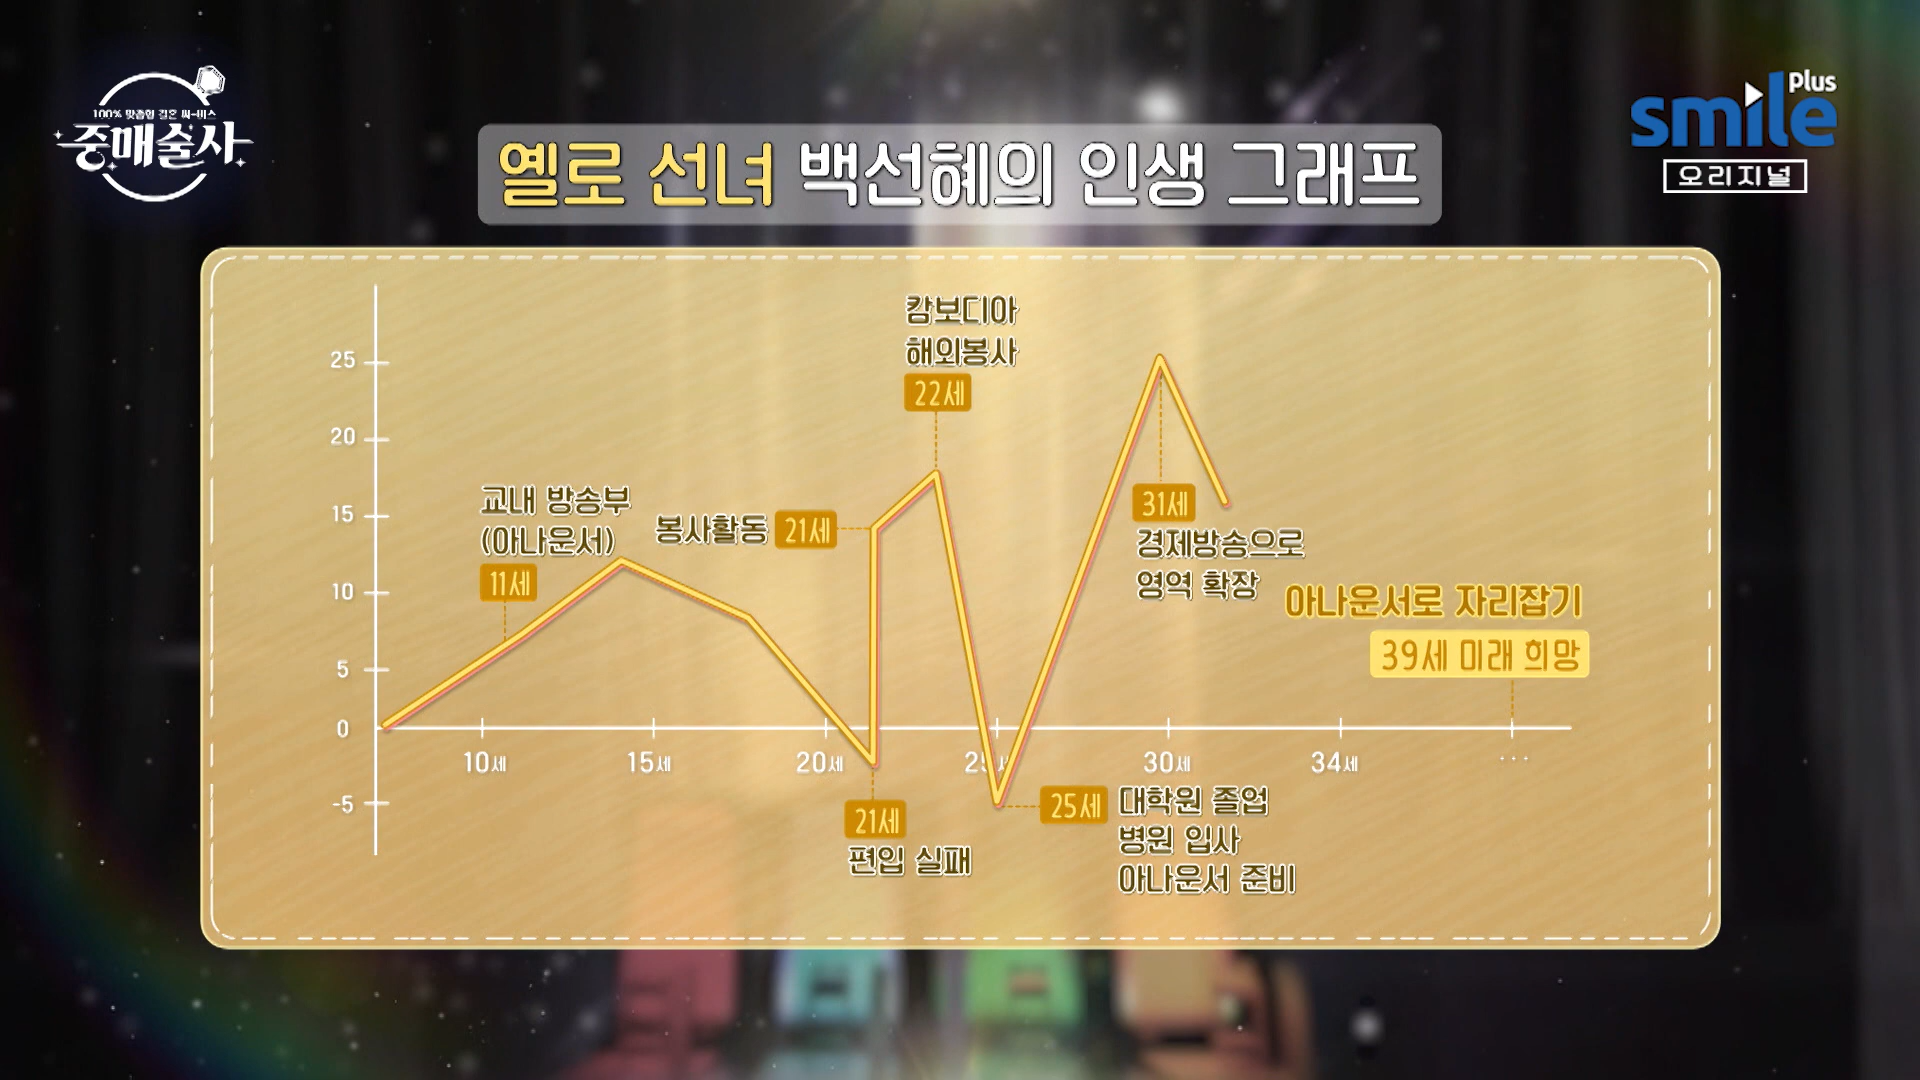 100% 맞춤형 결혼 써-비스
중매술사
Plus
smile
오리지널
옐로 선녀 백선혜의 인생 그래프
캄보디아
해외봉사
22세
25
20
15
10
5
0
-5
교내 방송부
(아나운서)
11세
봉사활동 21세
31세
경제방송으로
영역 확장
아나운서로 자리잡기
39세 미래 희망
10세 15세 20세 25세 30세 34세 ...
21세
편입 실패
25세 대학원 졸업
병원 입사
아나운서 준비